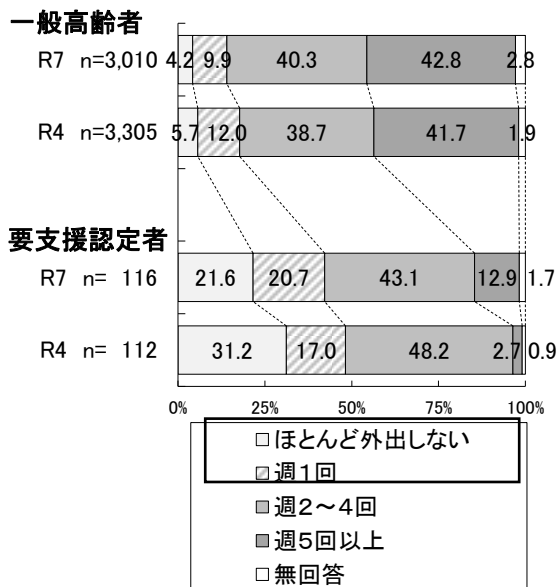 一般高齢者
R7 n=3,010 4.2 9.9 40.3 42.8 2.8
R4 n=3,305 5.7 12.0 38.7 41.7 1.9
要支援認定者
R7 n= 116 21.6 20.7 43.1 12.9 1.7
R4 n= 112 31.2 17.0 48.2 2.7 0.9
0% 25% 50% 75% 100%
ほとんど外出しない
週1回
週2～4回
週5回以上
無回答